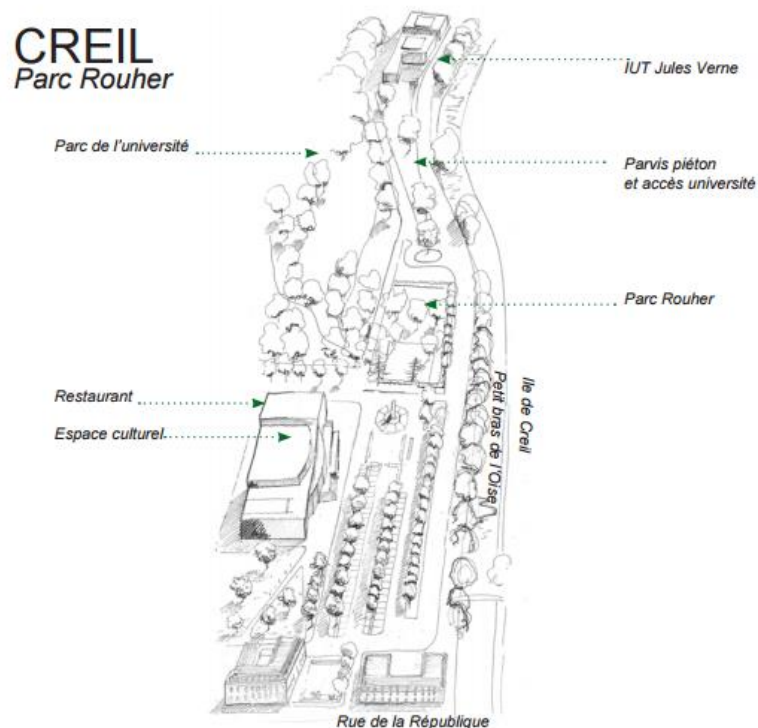 CREIL
Parc Rouher
IUT Jules Verne
Parc de l'université
Parvis piéton
et accès université
Parc Rouher
Restaurant
Espace culturel
Ile de Creil
Petit bras de l'Oise
Rue de la République